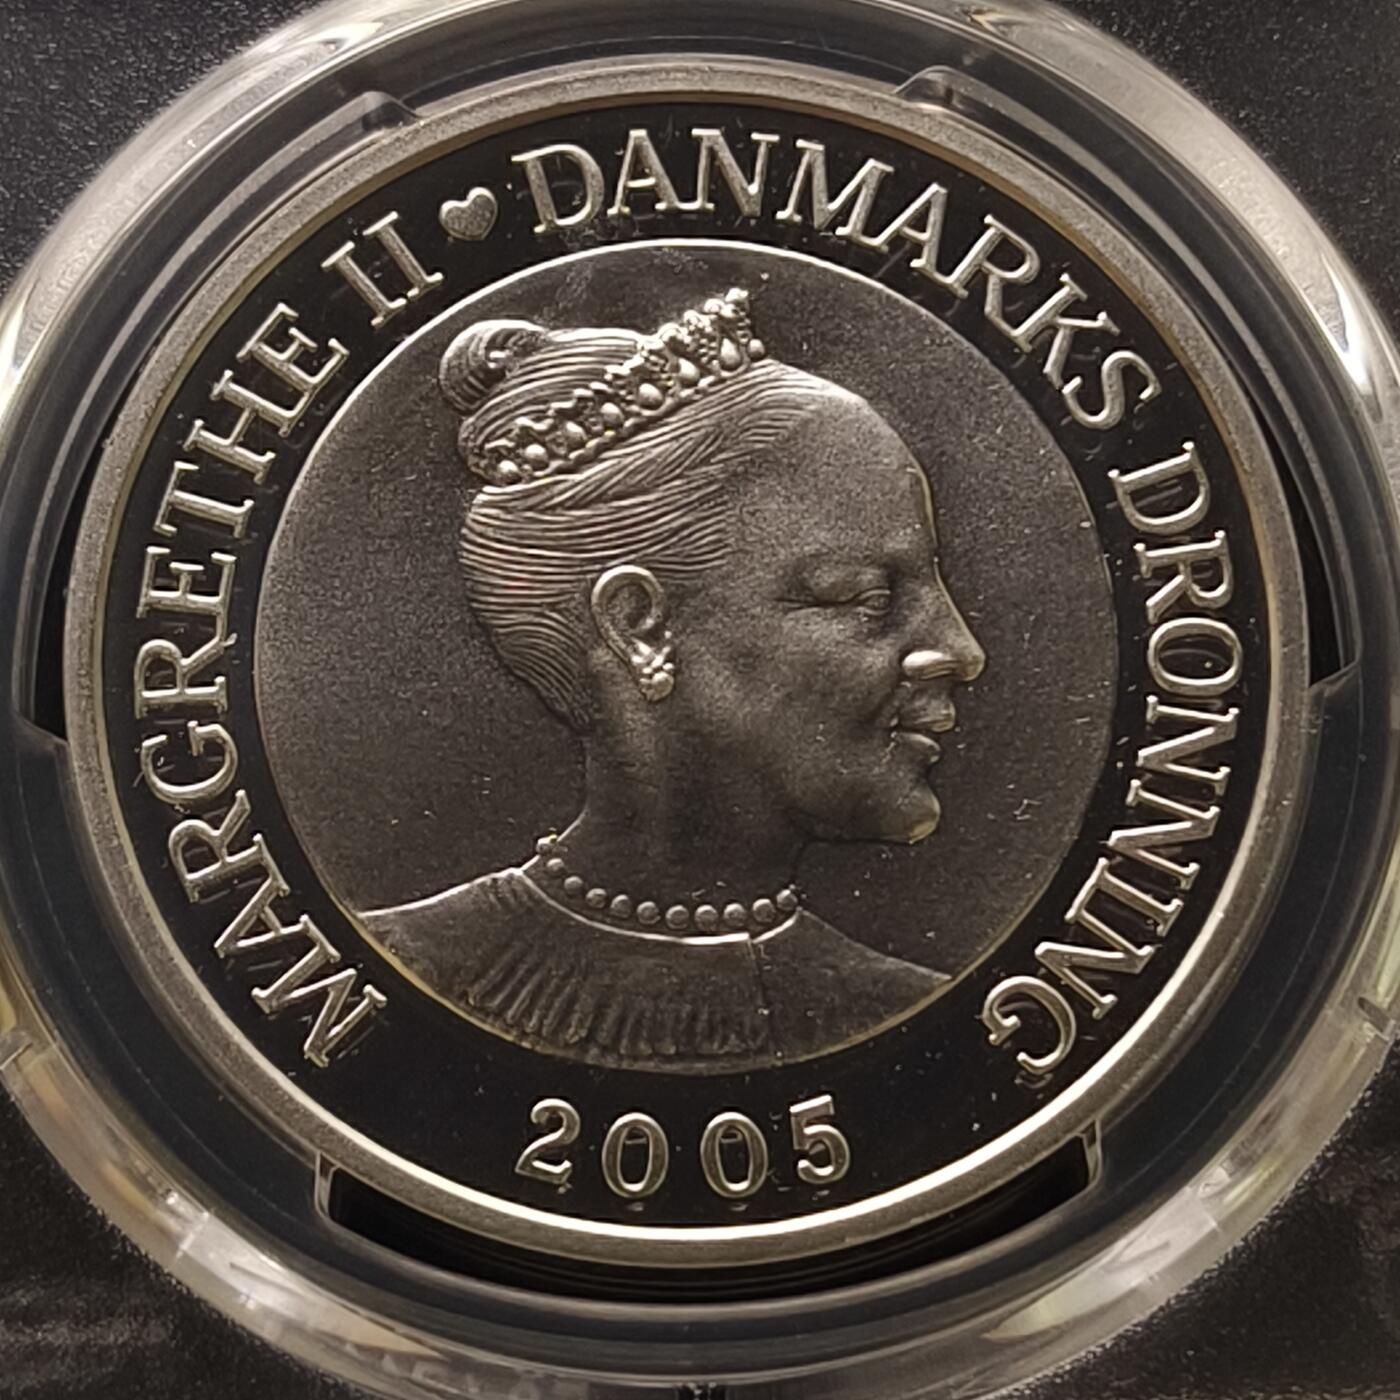 MARGRETHE II ♥ DANMARKS DRONNING
2005